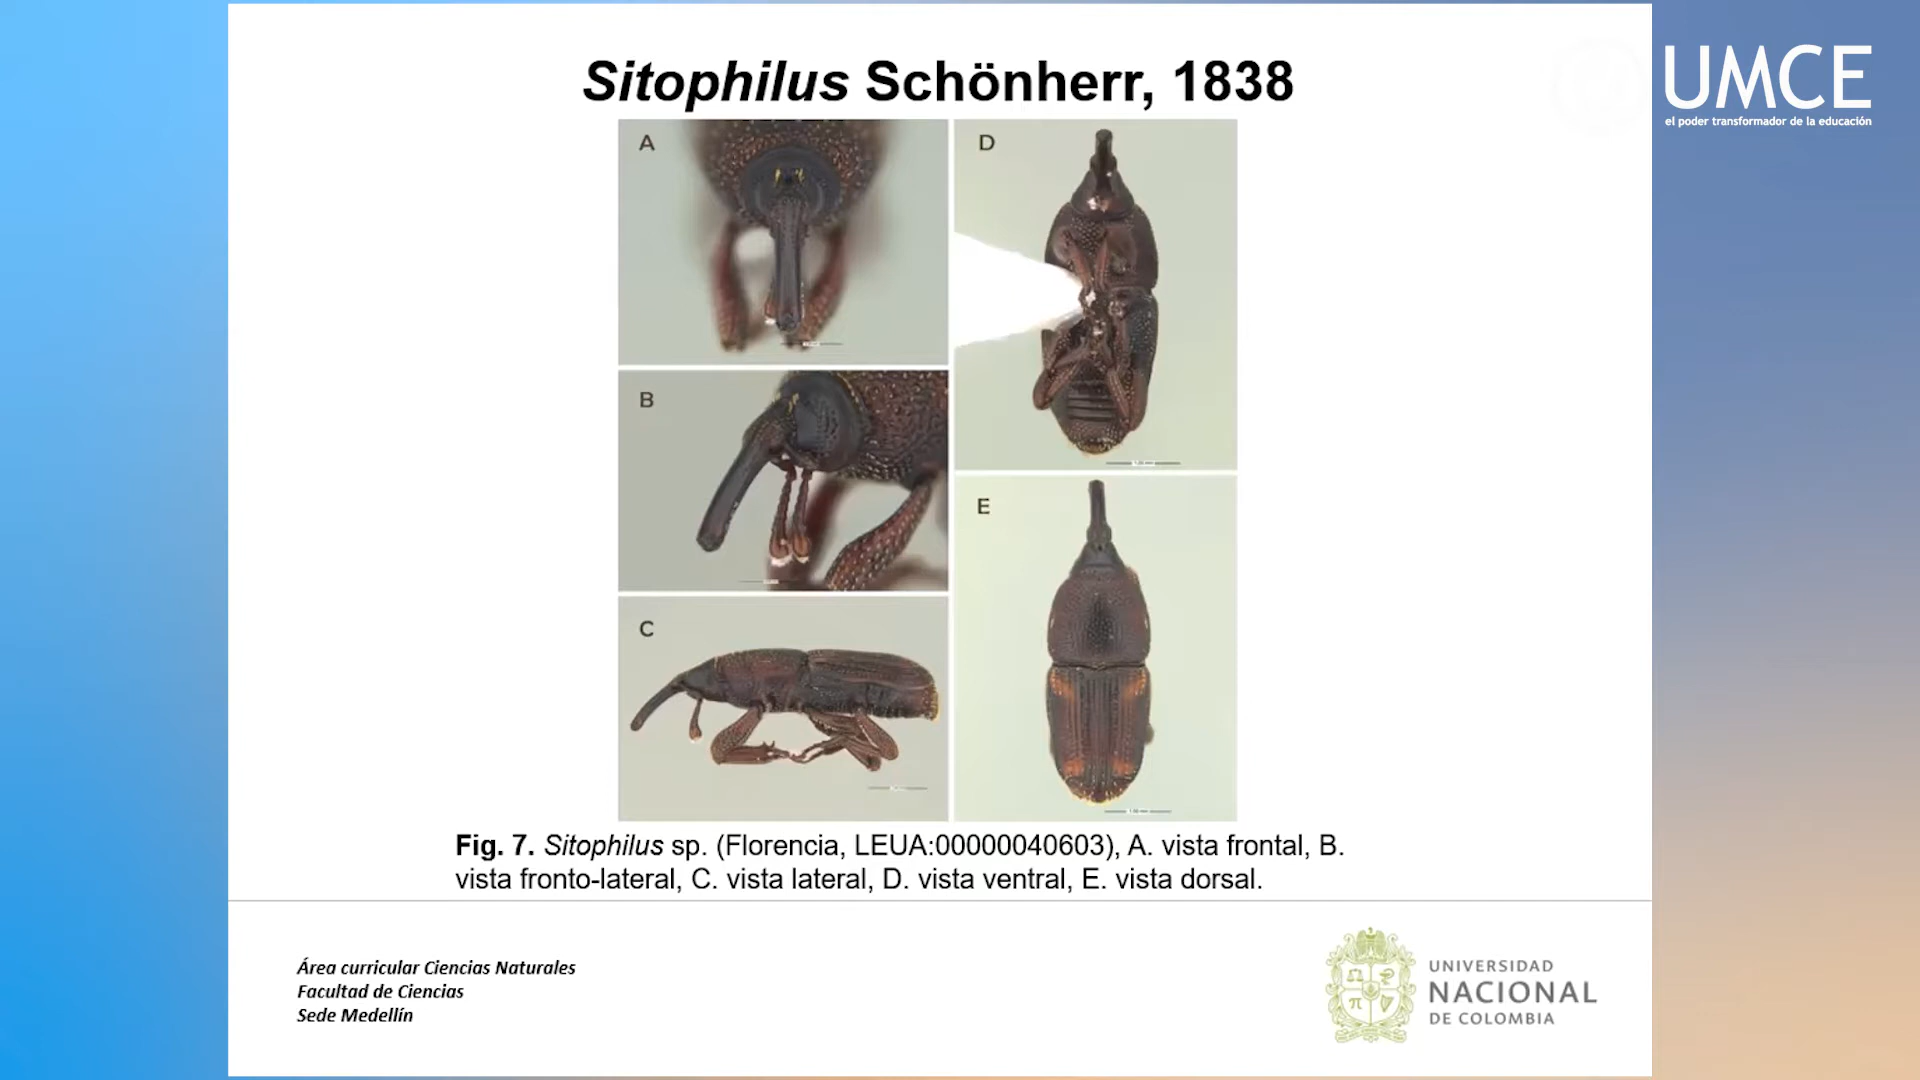 Sitophilus Schönherr, 1838
UMCE
el poder transformador de la educación
A
D
B
E
C
Fig. 7. Sitophilus sp. (Florencia, LEUA:00000040603), A. vista frontal, B.
vista fronto-lateral, C. vista lateral, D. vista ventral, E. vista dorsal.
Área curricular Ciencias Naturales
Facultad de Ciencias
Sede Medellín
π
UNIVERSIDAD
NACIONAL
DE COLOMBIA